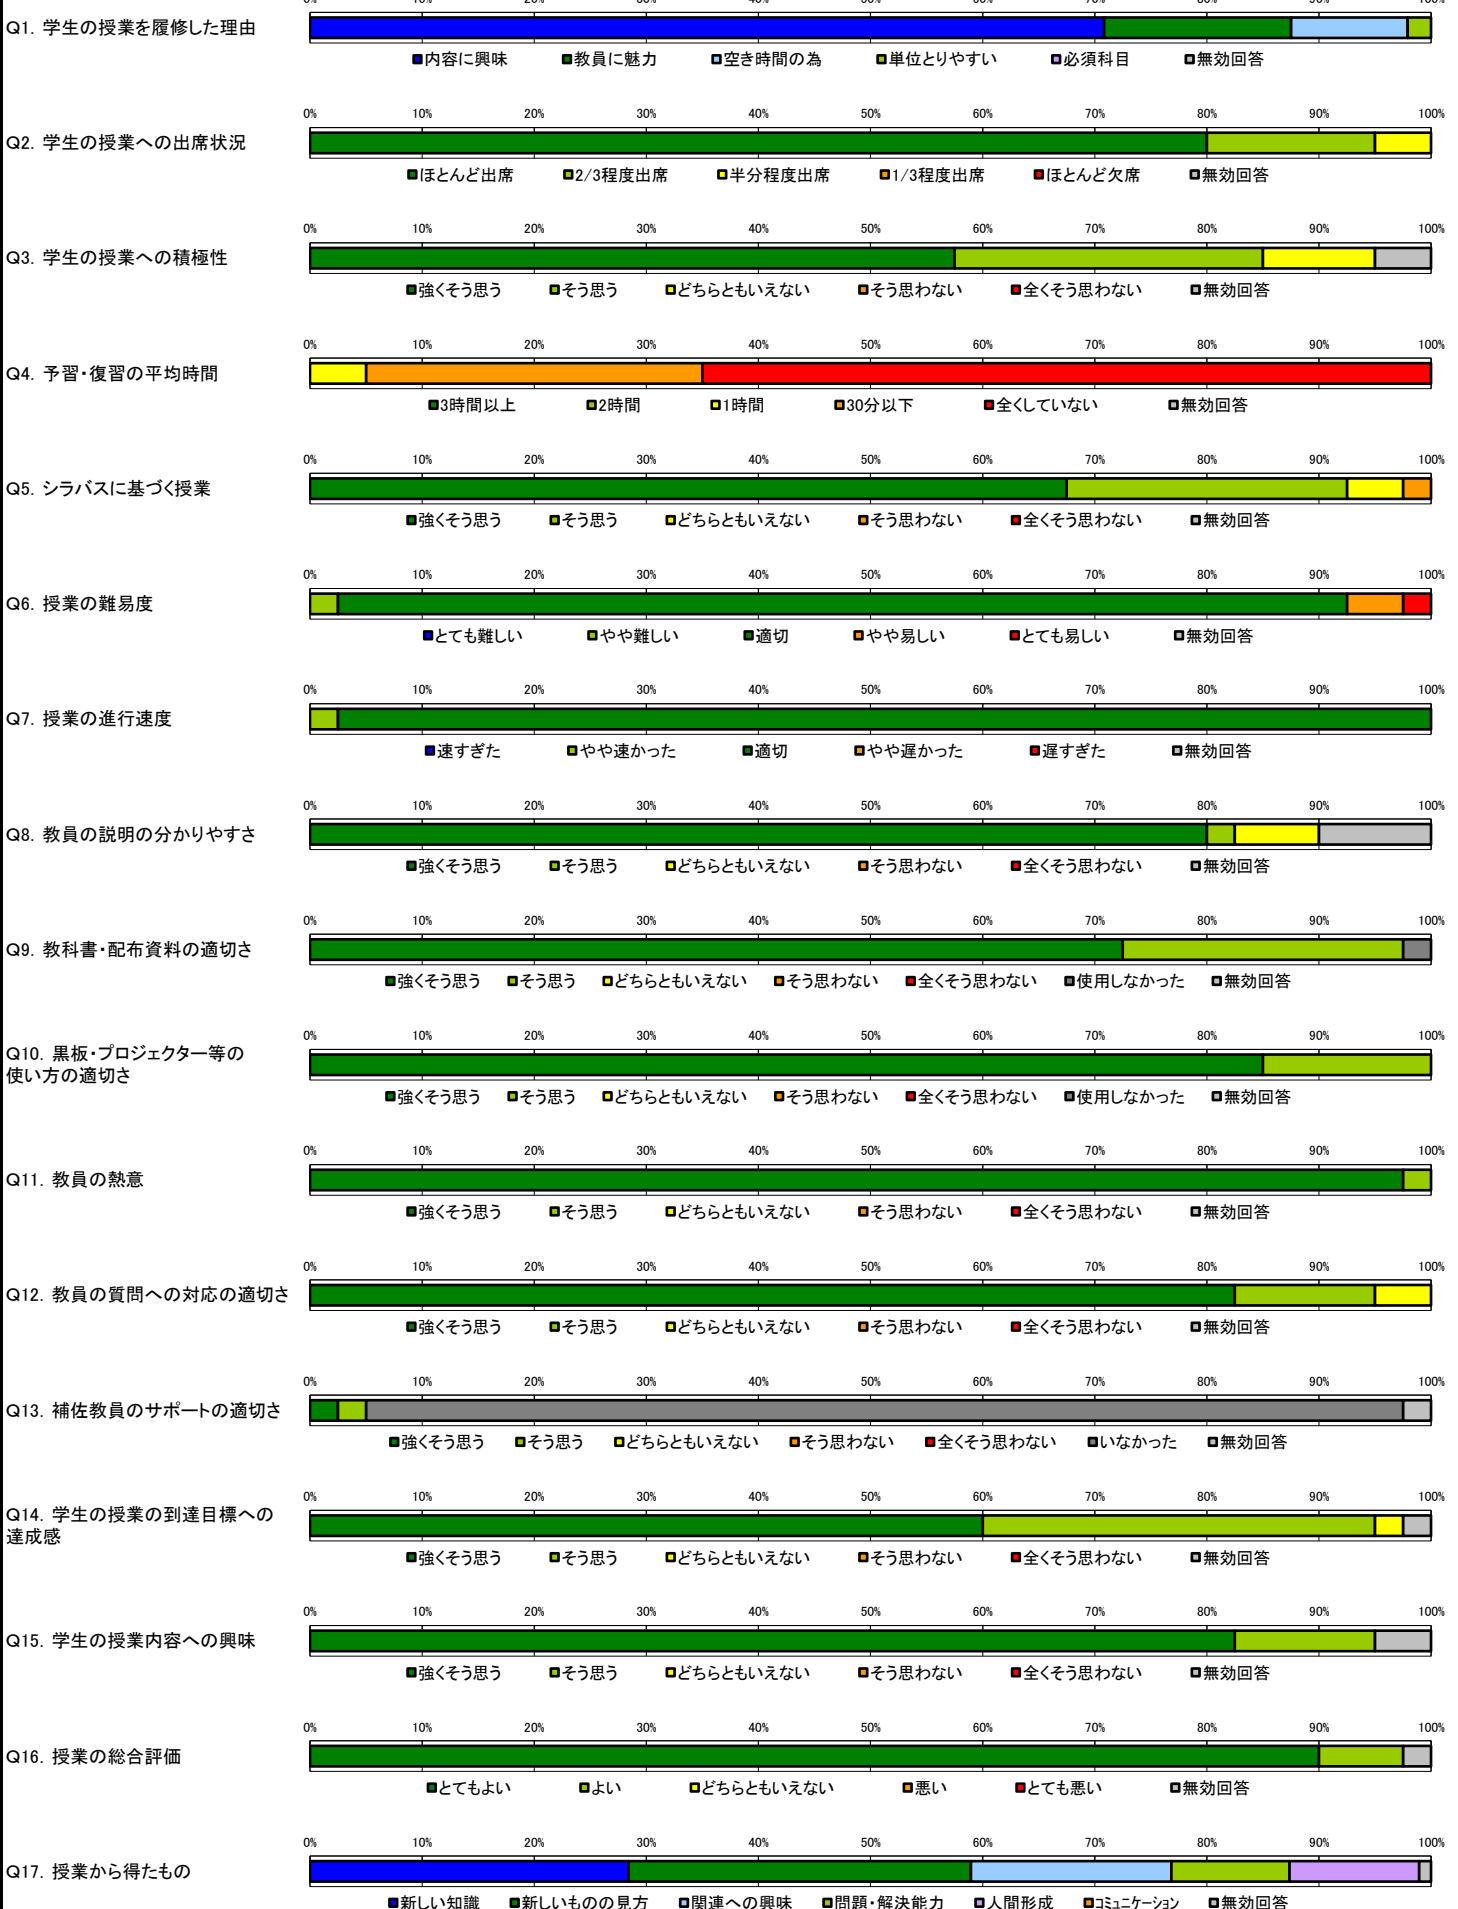 0% 10% 20% 30% 40% 50% 60% 70% 80% 90% 100%
Q1. 学生の授業を履修した理由
内容に興味 教員に魅力 空き時間の為 単位とりやすい 必須科目 無効回答
0% 10% 20% 30% 40% 50% 60% 70% 80% 90% 100%
Q2. 学生の授業への出席状況
ほとんど出席 2/3程度出席 半分程度出席 1/3程度出席 ほとんど欠席 無効回答
0% 10% 20% 30% 40% 50% 60% 70% 80% 90% 100%
Q3. 学生の授業への積極性
強くそう思う そう思う どちらともいえない そう思わない 全くそう思わない 無効回答
0% 10% 20% 30% 40% 50% 60% 70% 80% 90% 100%
Q4. 予習・復習の平均時間
3時間以上 2時間 1時間 30分以下 全くしていない 無効回答
0% 10% 20% 30% 40% 50% 60% 70% 80% 90% 100%
Q5. シラバスに基づく授業
強くそう思う そう思う どちらともいえない そう思わない 全くそう思わない 無効回答
0% 10% 20% 30% 40% 50% 60% 70% 80% 90% 100%
Q6. 授業の難易度
とても難しい やや難しい 適切 やや易しい とても易しい 無効回答
0% 10% 20% 30% 40% 50% 60% 70% 80% 90% 100%
Q7. 授業の進行速度
速すぎた やや速かった 適切 やや遅かった 遅すぎた 無効回答
0% 10% 20% 30% 40% 50% 60% 70% 80% 90% 100%
Q8. 教員の説明の分かりやすさ
強くそう思う そう思う どちらともいえない そう思わない 全くそう思わない 無効回答
0% 10% 20% 30% 40% 50% 60% 70% 80% 90% 100%
Q9. 教科書・配布資料の適切さ
強くそう思う そう思う どちらともいえない そう思わない 全くそう思わない 使用しなかった 無効回答
0% 10% 20% 30% 40% 50% 60% 70% 80% 90% 100%
Q10. 黒板・プロジェクター等の
使い方の適切さ
強くそう思う そう思う どちらともいえない そう思わない 全くそう思わない 使用しなかった 無効回答
0% 10% 20% 30% 40% 50% 60% 70% 80% 90% 100%
Q11. 教員の熱意
強くそう思う そう思う どちらともいえない そう思わない 全くそう思わない 無効回答
0% 10% 20% 30% 40% 50% 60% 70% 80% 90% 100%
Q12. 教員の質問への対応の適切さ
強くそう思う そう思う どちらともいえない そう思わない 全くそう思わない 無効回答
0% 10% 20% 30% 40% 50% 60% 70% 80% 90% 100%
Q13. 補佐教員のサポートの適切さ
強くそう思う そう思う どちらともいえない そう思わない 全くそう思わない いなかった 無効回答
0% 10% 20% 30% 40% 50% 60% 70% 80% 90% 100%
Q14. 学生の授業の到達目標への
達成感
強くそう思う そう思う どちらともいえない そう思わない 全くそう思わない 無効回答
0% 10% 20% 30% 40% 50% 60% 70% 80% 90% 100%
Q15. 学生の授業内容への興味
強くそう思う そう思う どちらともいえない そう思わない 全くそう思わない 無効回答
0% 10% 20% 30% 40% 50% 60% 70% 80% 90% 100%
Q16. 授業の総合評価
とてもよい よい どちらともいえない 悪い とても悪い 無効回答
0% 10% 20% 30% 40% 50% 60% 70% 80% 90% 100%
Q17. 授業から得たもの
新しい知識 新しいものの見方 関連への興味 問題・解決能力 人間形成 コミュニケーション 無効回答